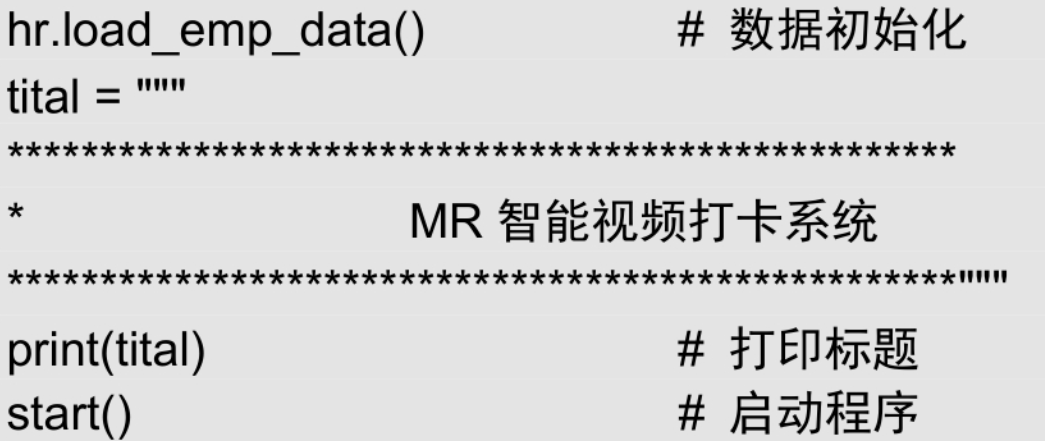 hr.load_emp_data() # 数据初始化
tital = """
***************************************************
* MR 智能视频打卡系统
***************************************************"""
print(tital) # 打印标题
start() # 启动程序